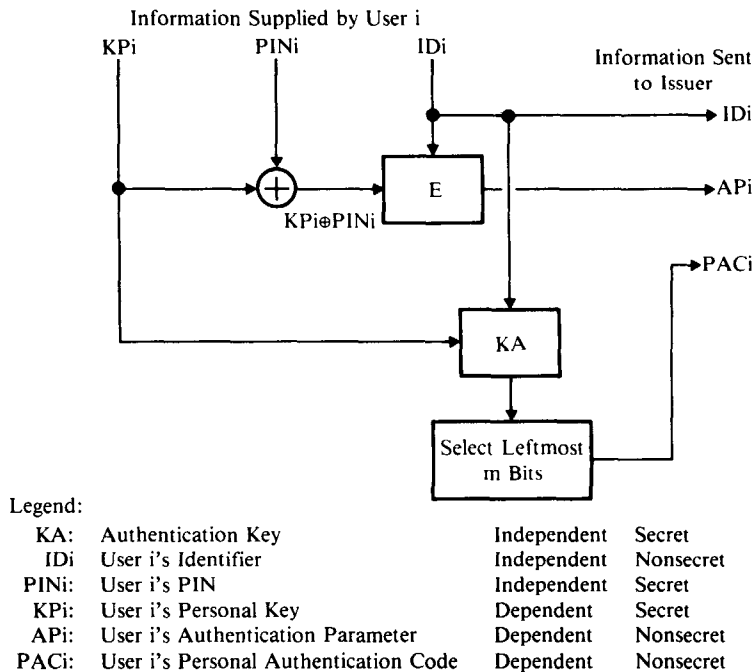 Information Supplied by User i
KPi PINi IDi
Information Sent
to Issuer
IDi
E
APi
KPi⊕PINi
PACi
KA
Select Leftmost
m Bits
Legend:
KA: Authentication Key Independent Secret
IDi User i's Identifier Independent Nonsecret
PINi: User i's PIN Independent Secret
KPi: User i's Personal Key Dependent Secret
APi: User i's Authentication Parameter Dependent Nonsecret
PACi: User i's Personal Authentication Code Dependent Nonsecret